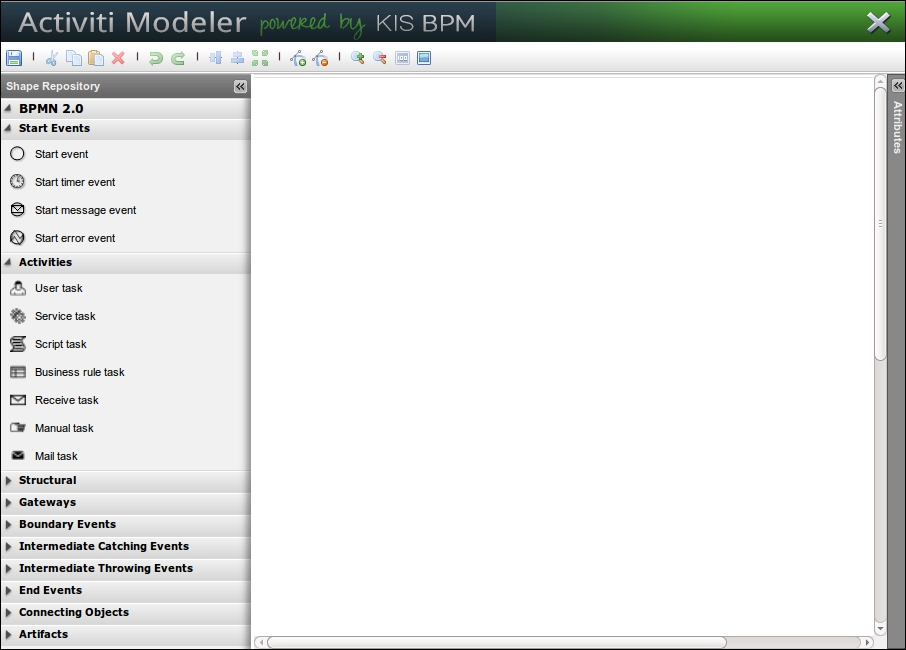 Activiti Modeler powered by KIS BPM
Shape Repository
BPMN 2.0
Start Events
Start event
Start timer event
Start message event
Start error event
Activities
User task
Service task
Script task
Business rule task
Receive task
Manual task
Mail task
Structural
Gateways
Boundary Events
Intermediate Catching Events
Intermediate Throwing Events
End Events
Connecting Objects
Artifacts
Attributes